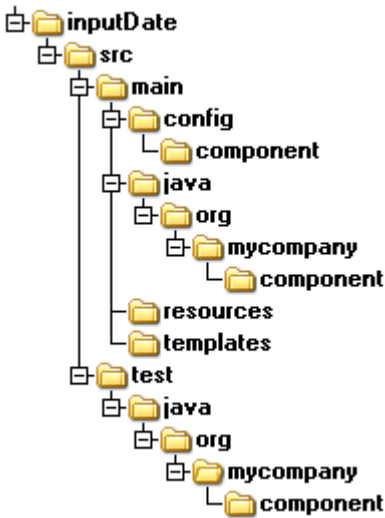 inputDate
src
main
config
component
java
org
mycompany
component
resources
templates
test
java
org
mycompany
component